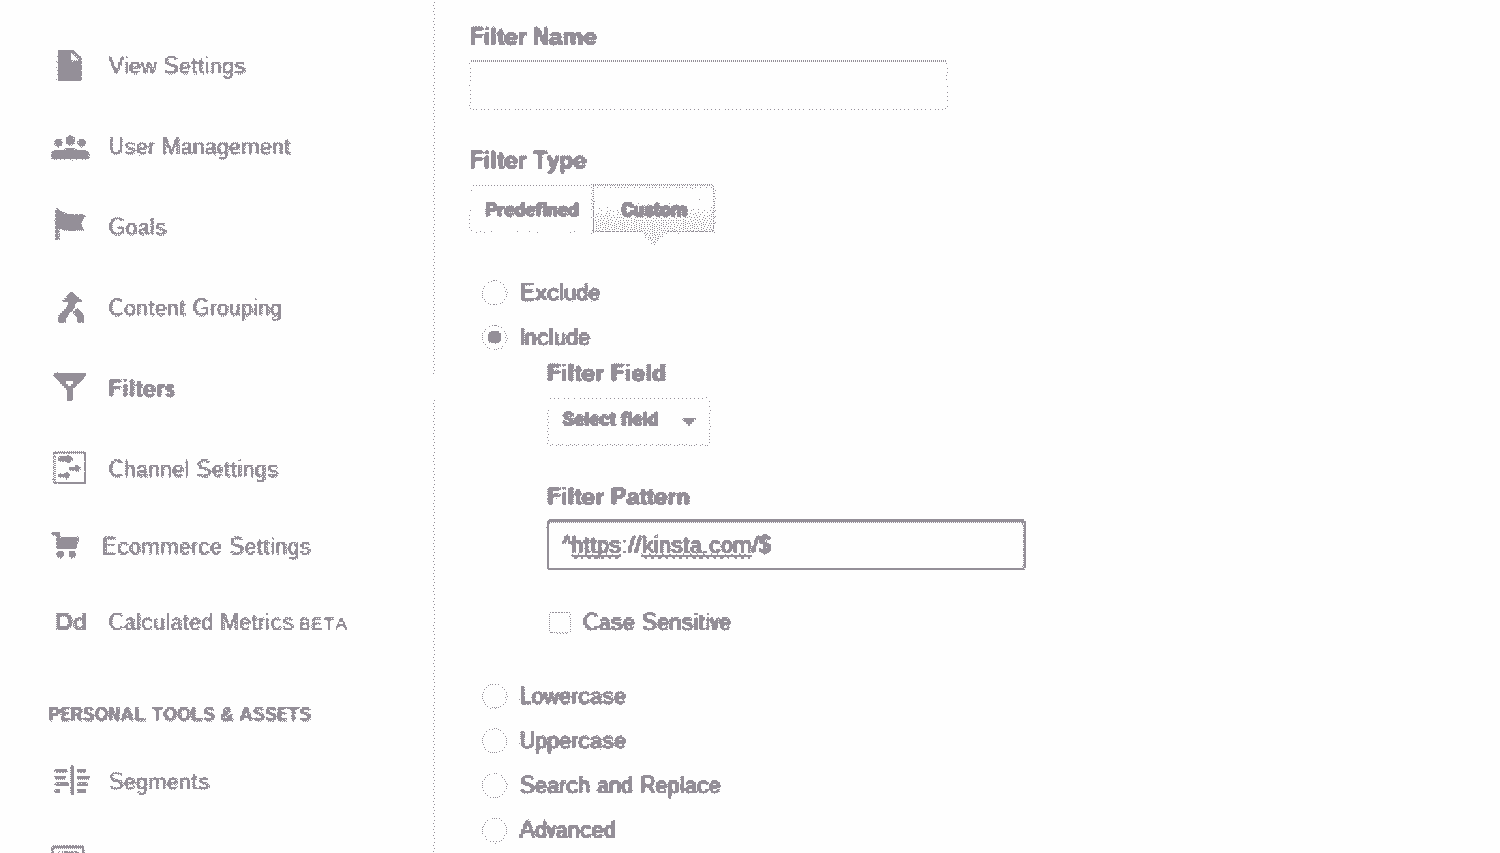 View Settings
User Management
Goals
Content Grouping
Filters
Channel Settings
Ecommerce Settings
Dd Calculated Metrics BETA
PERSONAL TOOLS & ASSETS
Segments
Filter Name
Filter Type
Predefined Custom
Exclude
Include
Filter Field
Select field
Filter Pattern
^https://kinsta.com/$
Case Sensitive
Lowercase
Uppercase
Search and Replace
Advanced